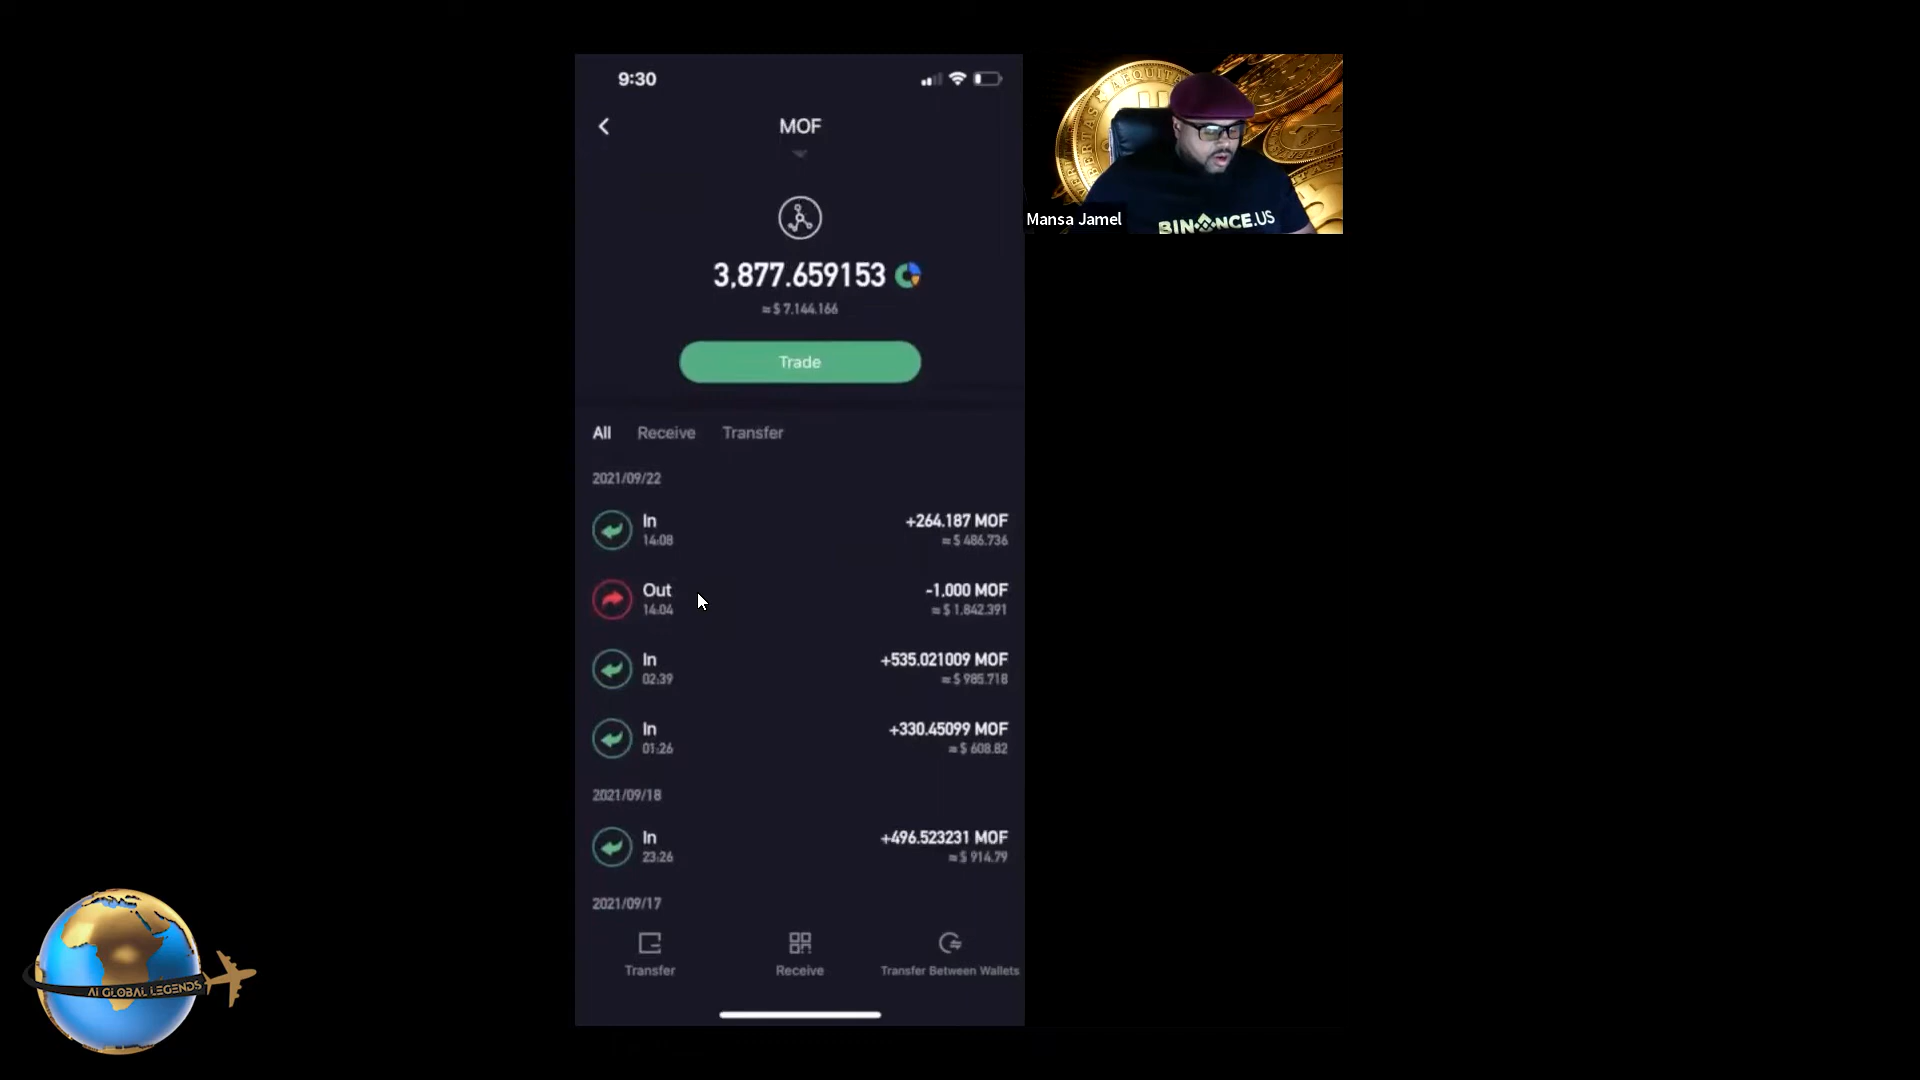 9:30
MOF
3,877.659153
≈ $ 7,144.166
Trade
All Receive Transfer
2021/09/22
In +264.187 MOF
14:08 ≈ $ 486.736
Out -1,000 MOF
14:04 ≈ $ 1,842.391
In +535.021009 MOF
02:39 ≈ $ 985.718
In +330.45099 MOF
01:26 ≈ $ 608.82
2021/09/18
In +496.523231 MOF
23:26 ≈ $ 914.79
2021/09/17
Transfer Receive Transfer Between Wallets
Mansa Jamel
BINANCE.US
AI GLOBAL LEGENDS